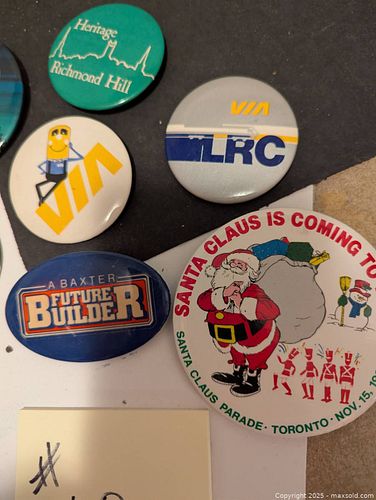 Heritage
Richmond Hill
VIA
LRC
VIA
A BAXTER
FUTURE
BUILDER
SANTA CLAUS IS COMING TO
SANTA CLAUS PARADE · TORONTO · NOV. 15, 19
#
Copyright 2025 - maxsold.com